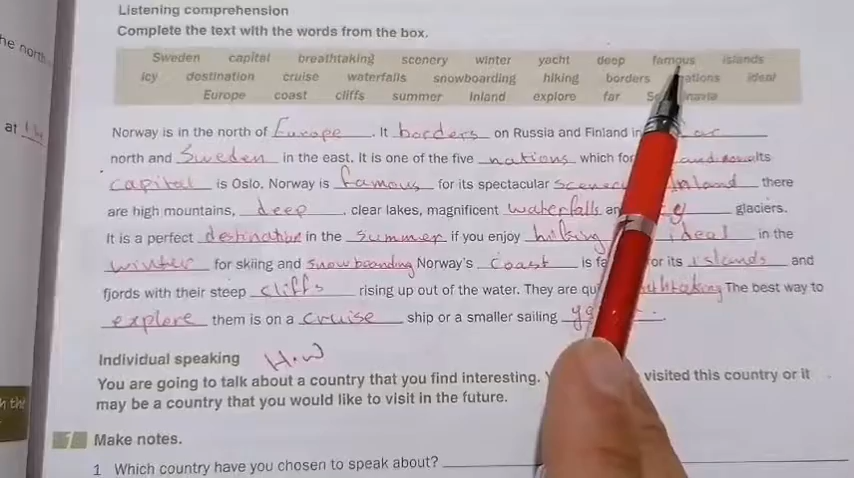 Listening comprehension
Complete the text with the words from the box.
he north
Sweden capital breathtaking scenery winter yacht deep famous islands
icy destination cruise waterfalls snowboarding hiking borders nations ideal
Europe coast cliffs summer Inland explore far
at
Norway is in the north of Europe. It borders on Russia and Finland in
north and Sweden in the east. It is one of the five nations which Its
capital is Oslo. Norway is famous for its spectacular scenery Inland there
are high mountains, deep, clear lakes, magnificent waterfalls glaciers.
It is a perfect destination in the summer if you enjoy ideal in the
winter for skiing and snowboarding Norway's coast is for its islands and
fjords with their steep cliffs rising up out of the water. They are The best way to
explore them is on a cruise ship or a smaller sailing
Individual speaking H.W
You are going to talk about a country that you find interesting. visited this country or it
may be a country that you would like to visit in the future.
1 Make notes.
1 Which country have you chosen to speak about?